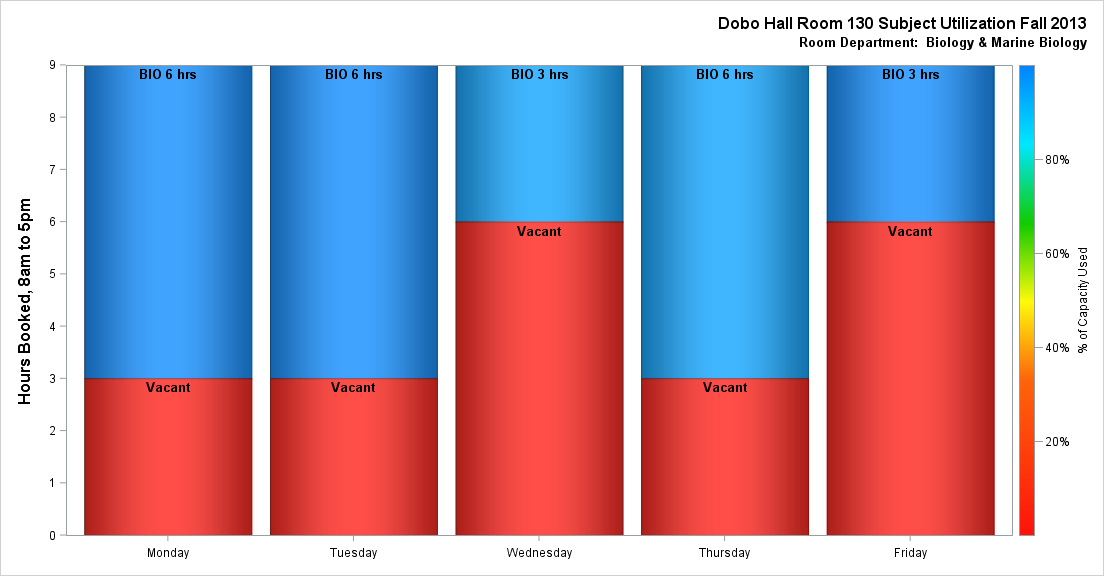 Dobo Hall Room 130 Subject Utilization Fall 2013
Room Department:  Biology & Marine Biology
Hours Booked, 8am to 5pm
9
8
7
6
5
4
3
2
1
0
BIO 6 hrs
BIO 6 hrs
BIO 3 hrs
BIO 6 hrs
BIO 3 hrs
Vacant
Vacant
Vacant
Vacant
Vacant
Monday
Tuesday
Wednesday
Thursday
Friday
80%
60%
40%
20%
% of Capacity Used